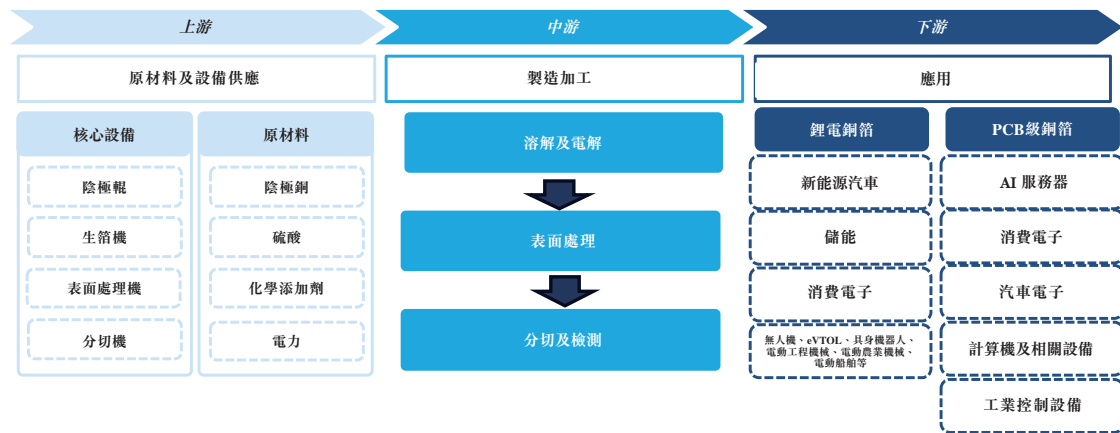 上游
中游
下游
原材料及設備供應
製造加工
應用
核心設備
陰極輥
生箔機
表面處理機
分切機
原材料
陰極銅
硫酸
化學添加劑
電力
溶解及電解
表面處理
分切及檢測
鋰電銅箔
新能源汽車
儲能
消費電子
無人機、eVTOL、具身機器人、
電動工程機械、電動農業機械、
電動船舶等
PCB級銅箔
AI 服務器
消費電子
汽車電子
計算機及相關設備
工業控制設備